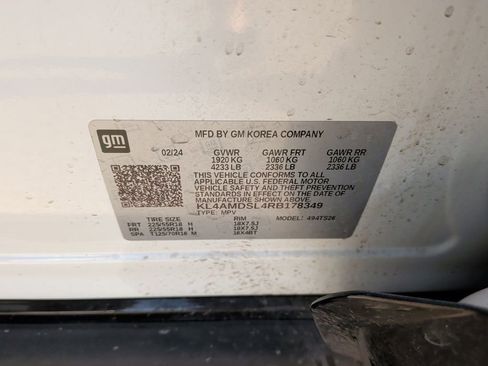 gm
MFD BY GM KOREA COMPANY
02/24 GVWR GAWR FRT GAWR RR
1920 KG 1060 KG 1060 KG
4233 LB 2336 LB 2336 LB
THIS VEHICLE CONFORMS TO ALL
APPLICABLE U.S. FEDERAL MOTOR
VEHICLE SAFETY AND THEFT PREVENTION
STANDARDS IN EFFECT ON THE DATE OF
MANUFACTURE SHOWN ABOVE.
KL4AMDSL4RB178349
TYPE: MPV MODEL: 494TS26
TIRE SIZE RIM
FRT 225/55R18 H 18X7.5J
RR 225/55R18 H 18X7.5J
SPA T125/70R16 M 16X4BT